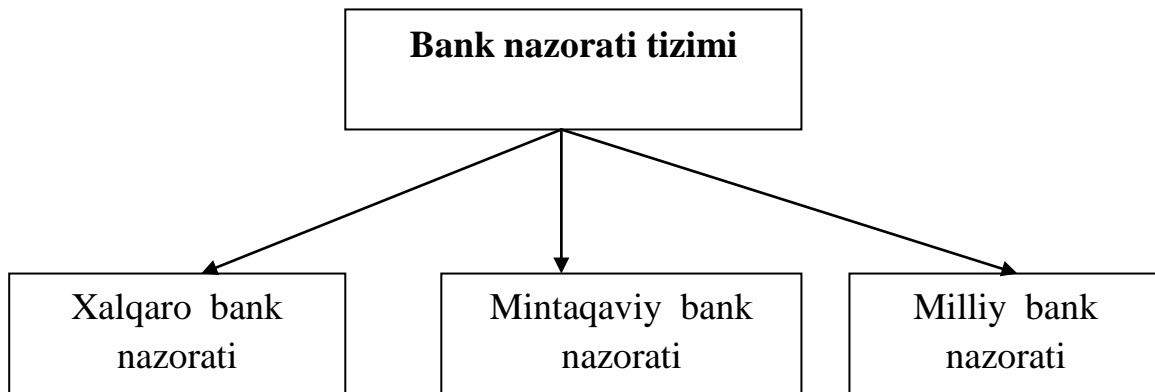 Bank nazorati tizimi
Xalqaro bank
nazorati
Mintaqaviy bank
nazorati
Milliy bank
nazorati